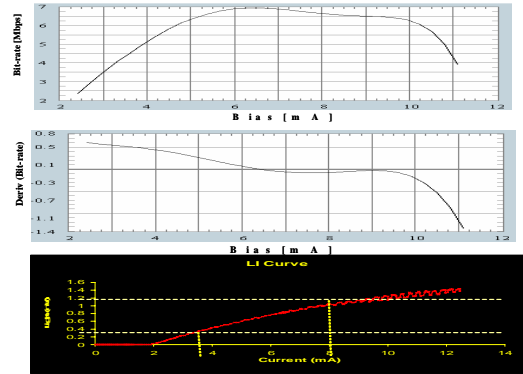 Bit-rate [Mbps]
7
6
5
4
3
2
2 4 6 8 10 12
Bias [mA]
Deriv (Bit-rate)
0.8
0.5
0.1
-0.3
-0.7
-1.1
-1.4
2 4 6 8 10 12
Bias [mA]
LI Curve
1.6
1.4
1.2
1
0.8
0.6
0.4
0.2
0
0 2 4 6 8 10 12 14
Current (mA)